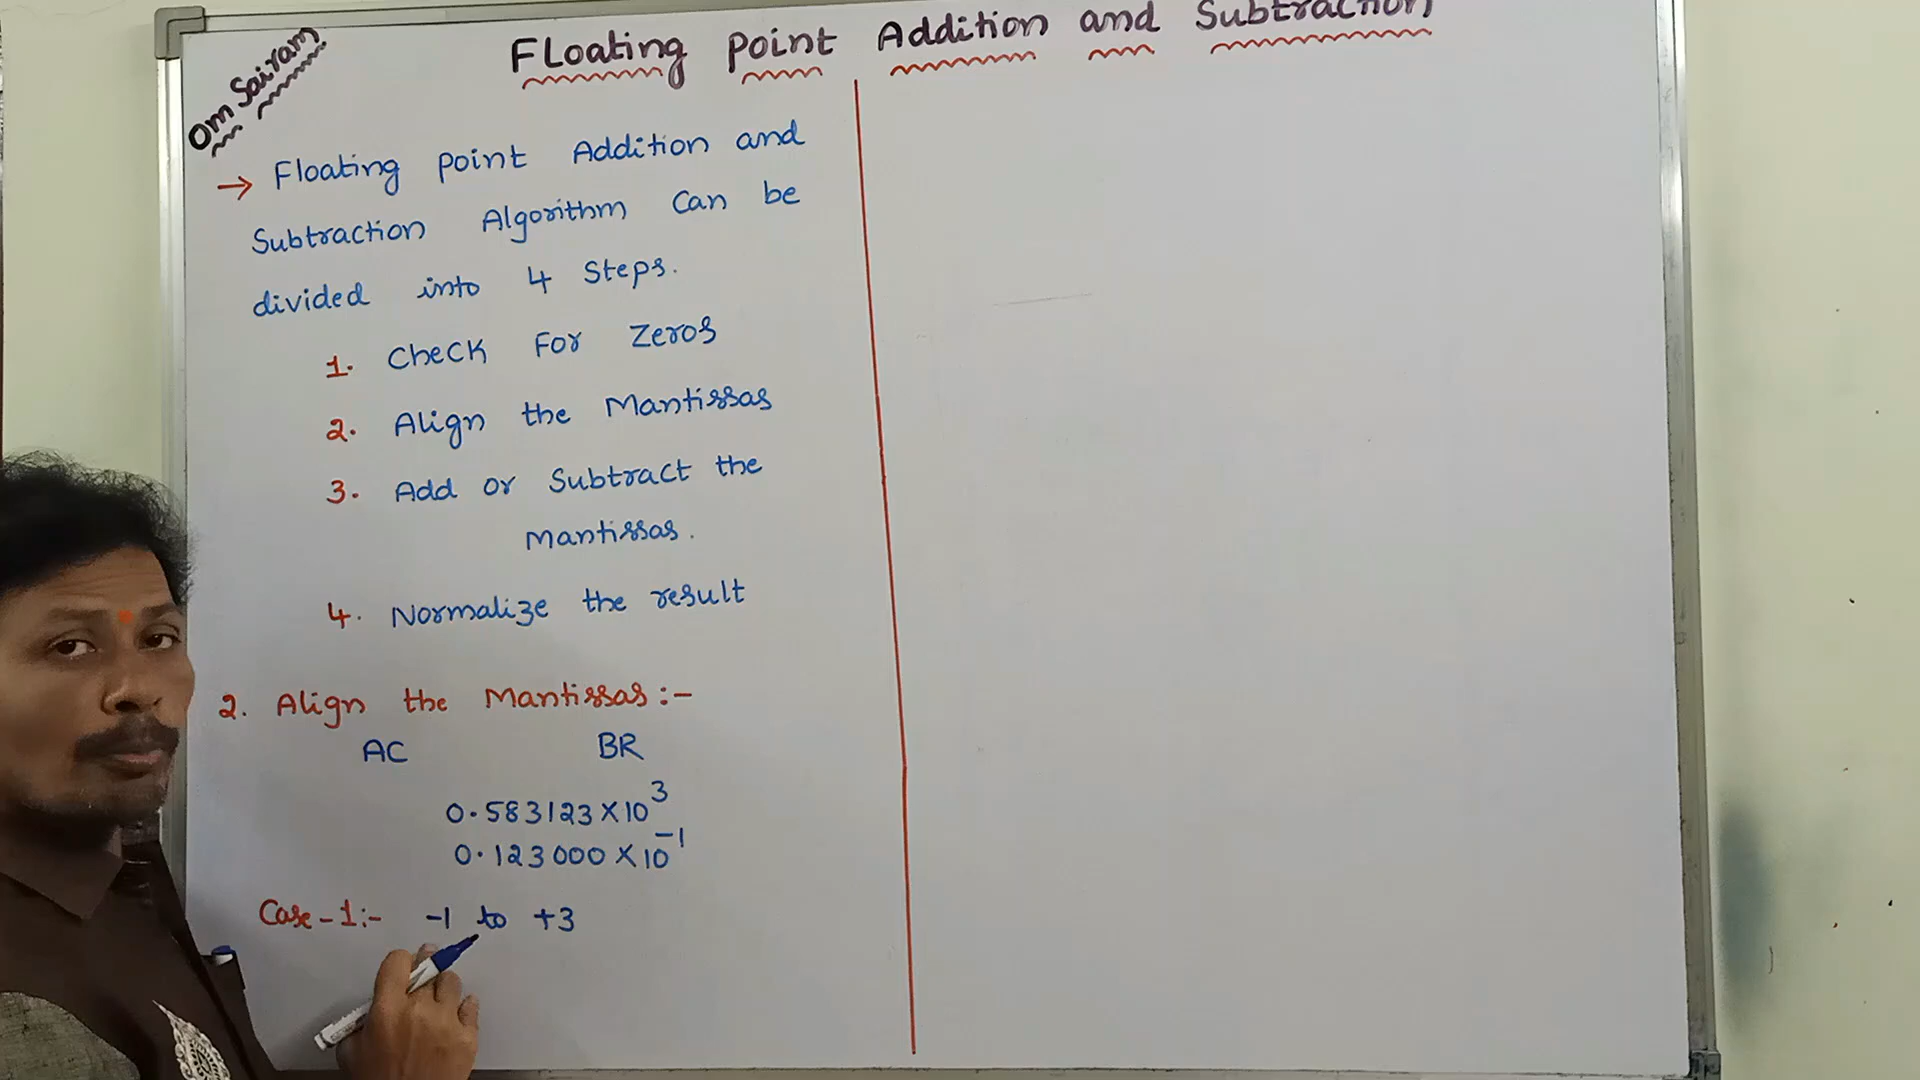 Om Sairam
Floating Point Addition and Subtraction
→ Floating point Addition and
Subtraction Algorithm Can be
divided into 4 Steps.
1. Check For Zeros
2. Align the Mantissas
3. Add or Subtract the
Mantissas.
4. Normalize the result
2. Align the Mantissas :-
AC BR
0.583123 × 10³
0.123000 × 10⁻¹
Case-1:- -1 to +3